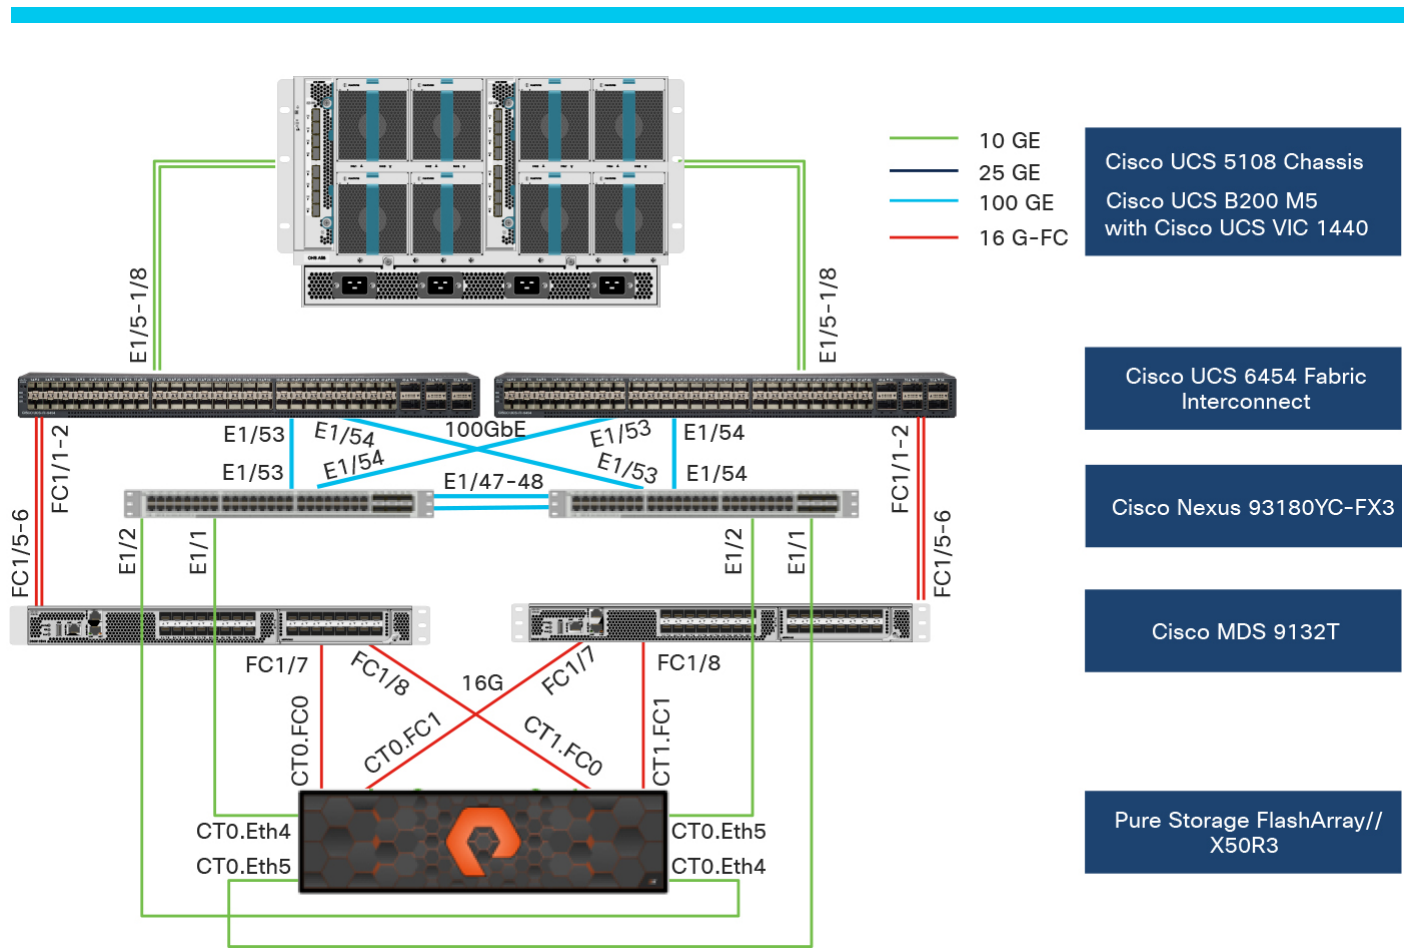 10 GE
25 GE
100 GE
16 G-FC
Cisco UCS 5108 Chassis
Cisco UCS B200 M5
with Cisco UCS VIC 1440
E1/5-1/8
E1/5-1/8
Cisco UCS 6454 Fabric
Interconnect
FC1/1-2
E1/53
E1/54
100GbE
E1/53
E1/54
FC1/1-2
E1/53
E1/54
E1/47-48
E1/53
E1/54
Cisco Nexus 93180YC-FX3
FC1/5-6
E1/2
E1/1
E1/2
E1/1
FC1/5-6
Cisco MDS 9132T
FC1/7
FC1/8
16G
FC1/7
FC1/8
CT0.FC0
CT0.FC1
CT1.FC0
CT1.FC1
CT0.Eth4
CT0.Eth5
CT0.Eth5
CT0.Eth4
Pure Storage FlashArray//
X50R3